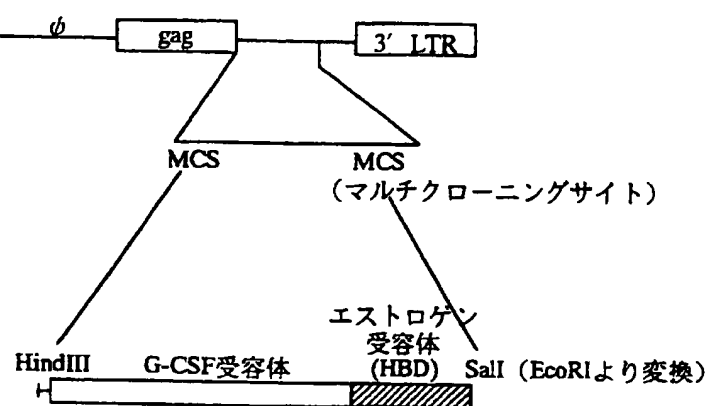 ψ
gag
3′ LTR
MCS
MCS
(マルチクローニングサイト)
エストロゲン
受容体
(HBD)
HindIII
G-CSF受容体
SalI (EcoRIより変換)